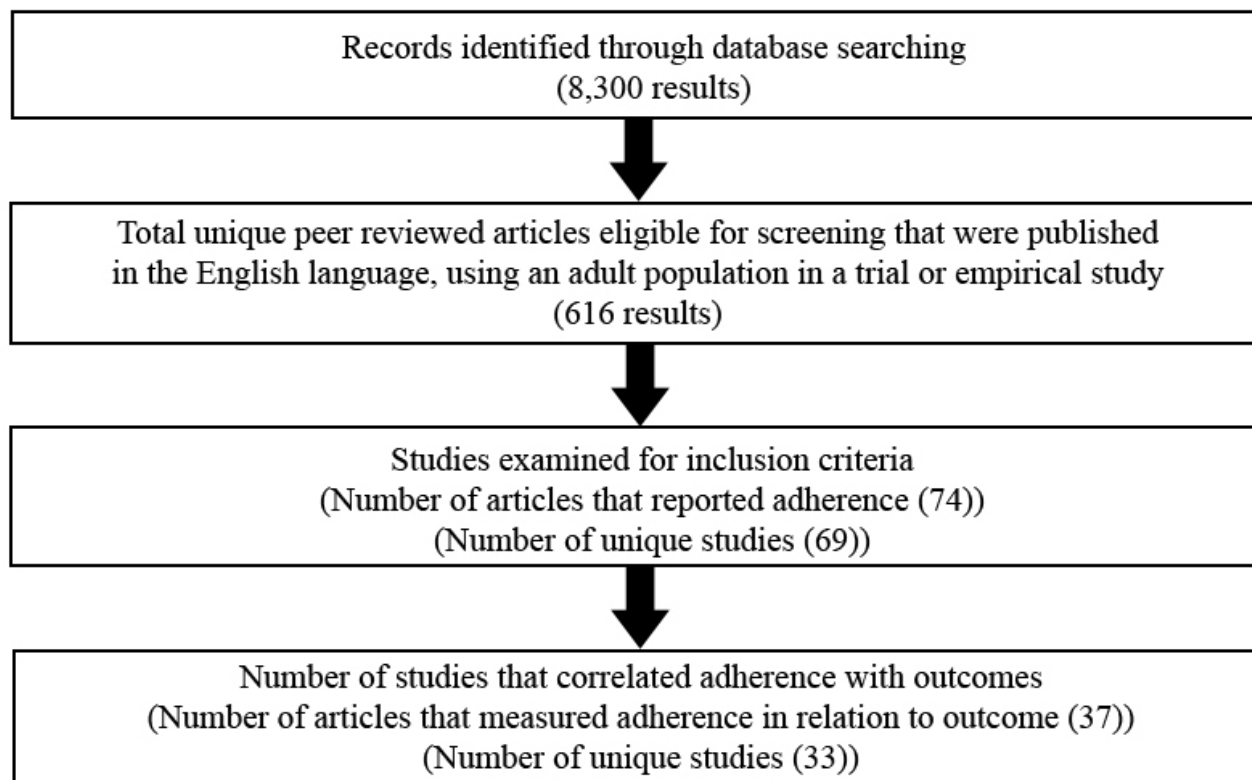 Records identified through database searching
(8,300 results)
Total unique peer reviewed articles eligible for screening that were published
in the English language, using an adult population in a trial or empirical study
(616 results)
Studies examined for inclusion criteria
(Number of articles that reported adherence (74))
(Number of unique studies (69))
Number of studies that correlated adherence with outcomes
(Number of articles that measured adherence in relation to outcome (37))
(Number of unique studies (33))